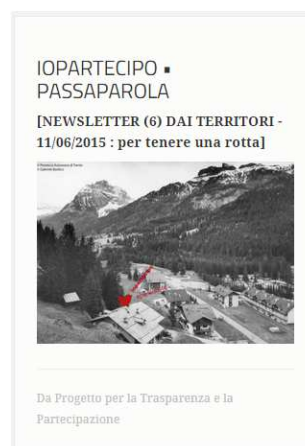 IOPARTECIPO ▪
PASSAPAROLA
[NEWSLETTER (6) DAI TERRITORI -
11/06/2015 : per tenere una rotta]
Da Progetto per la Trasparenza e la
Partecipazione